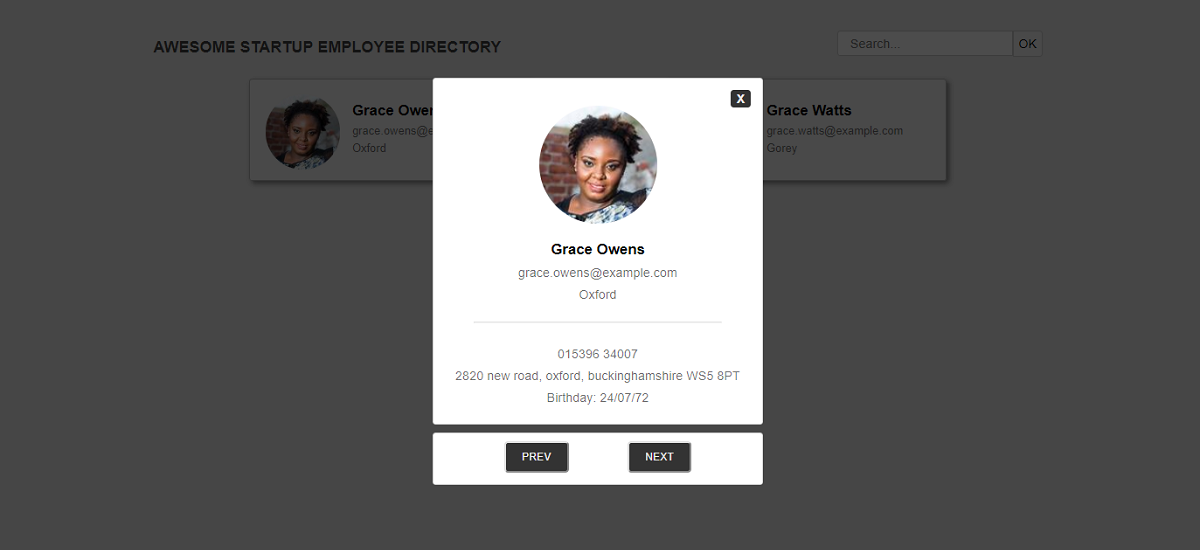 AWESOME STARTUP EMPLOYEE DIRECTORY
Search...
OK
Grace Ower
grace.owens@e
Oxford
Grace Watts
grace.watts@example.com
Gorey
X
Grace Owens
grace.owens@example.com
Oxford
015396 34007
2820 new road, oxford, buckinghamshire WS5 8PT
Birthday: 24/07/72
PREV
NEXT